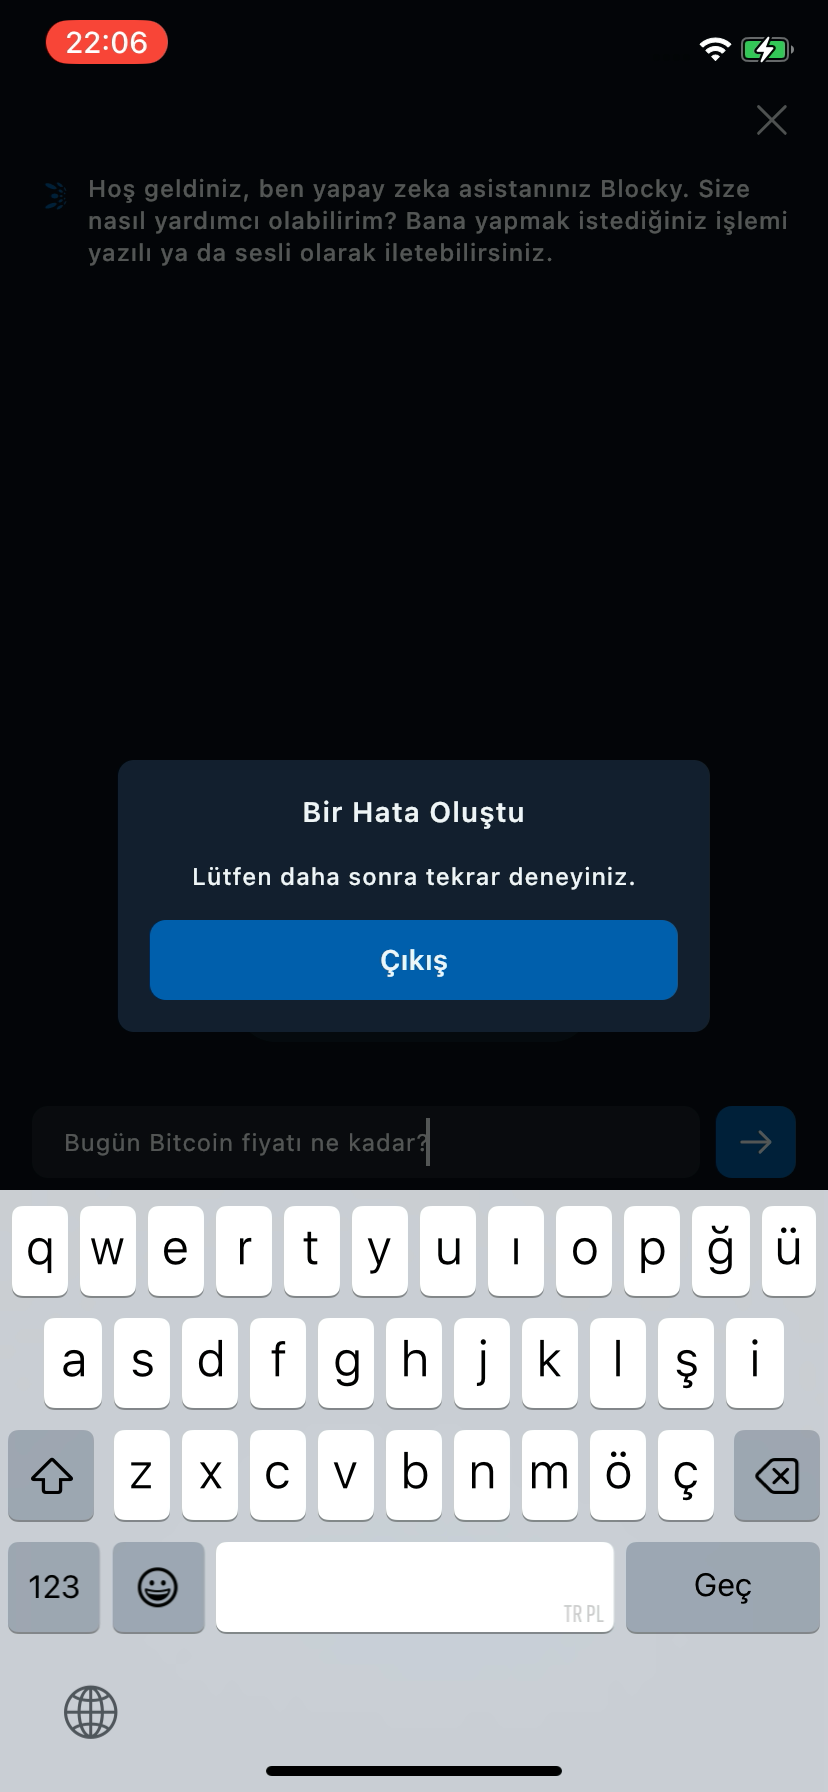 22:06
Hoş geldiniz, ben yapay zeka asistanınız Blocky. Size
nasıl yardımcı olabilirim? Bana yapmak istediğiniz işlemi
yazılı ya da sesli olarak iletebilirsiniz.
Bir Hata Oluştu
Lütfen daha sonra tekrar deneyiniz.
Çıkış
Bugün Bitcoin fiyatı ne kadar?
q w e r t y u ı o p ğ ü
a s d f g h j k l ş i
z x c v b n m ö ç
123 TR PL Geç